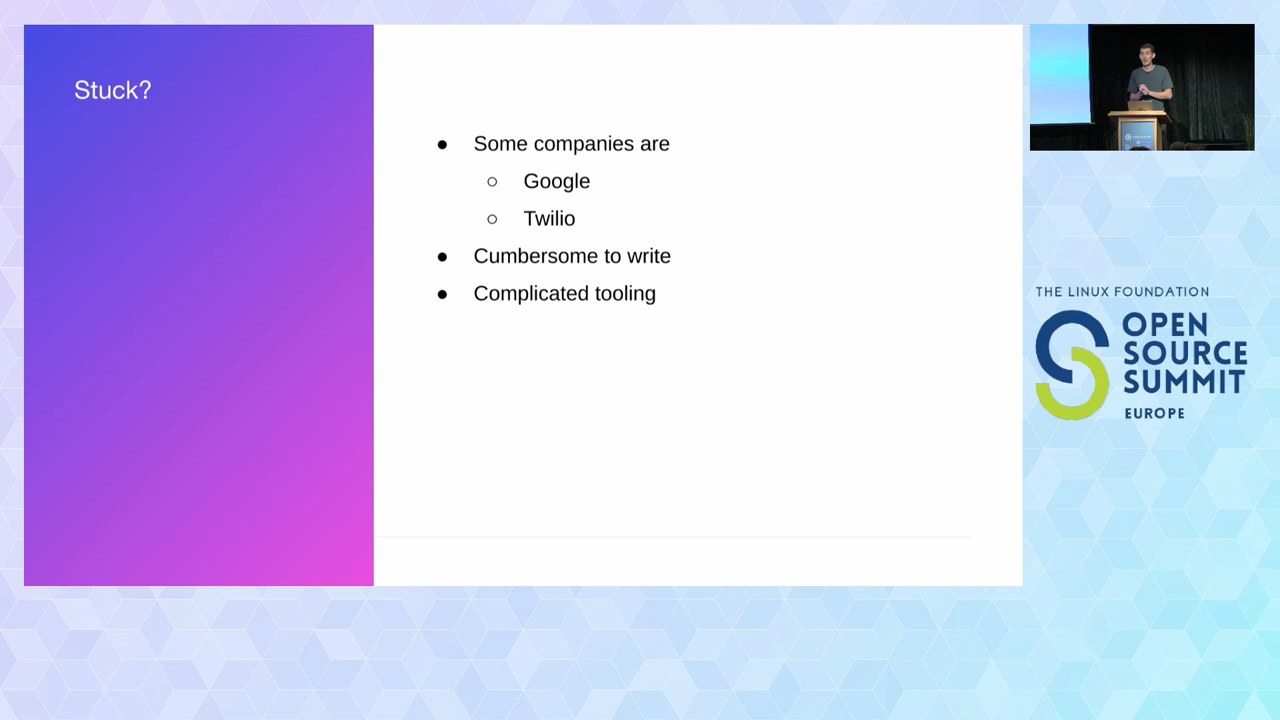 Stuck?
● Some companies are
○ Google
○ Twilio
● Cumbersome to write
● Complicated tooling
THE LINUX FOUNDATION
OPEN
SOURCE
SUMMIT
EUROPE